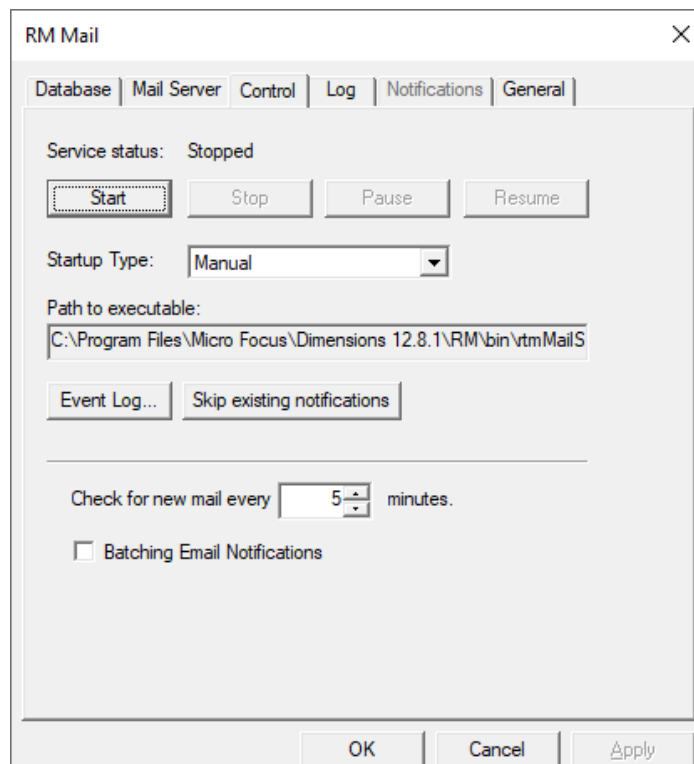 RM Mail
Database Mail Server Control Log Notifications General
Service status: Stopped
Start Stop Pause Resume
Startup Type: Manual
Path to executable:
C:\Program Files\Micro Focus\Dimensions 12.8.1\RM\bin\rtmMailS
Event Log... Skip existing notifications
Check for new mail every 5 minutes.
Batching Email Notifications
OK Cancel Apply